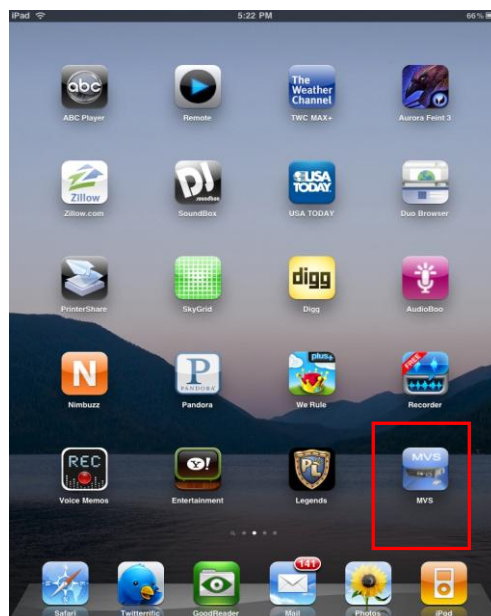 iPad 5:22 PM 66%
abc
The Weather Channel
ABC Player Remote TWC MAX+ Aurora Feint 3
Zillow DJ soundbox USA TODAY
Zillow.com SoundBox USA TODAY Duo Browser
digg
PrinterShare SkyGrid Digg AudioBoo
N P PANDORA plus+ FREE
Nimbuzz Pandora We Rule Recorder
REC Y! PL MVS
Voice Memos Entertainment Legends MVS
141
Safari Twitterrific GoodReader Mail Photos iPod